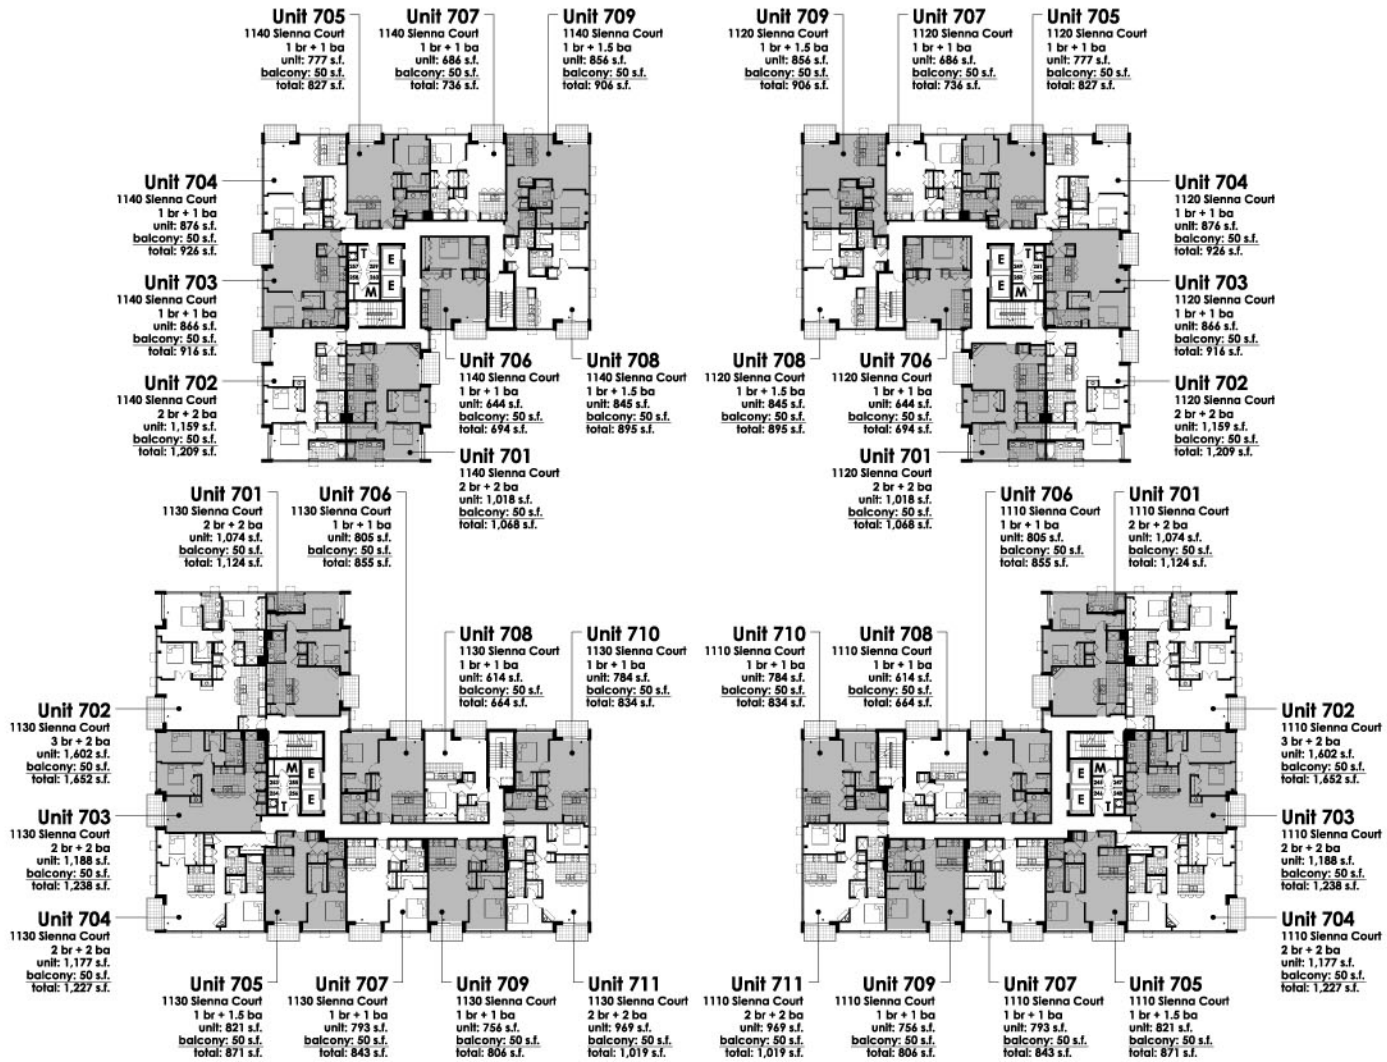 Unit 705
1140 Sienna Court
1 br + 1 ba
unit: 777 s.f.
balcony: 50 s.f.
total: 827 s.f.
Unit 707
1140 Sienna Court
1 br + 1 ba
unit: 686 s.f.
balcony: 50 s.f.
total: 736 s.f.
Unit 709
1140 Sienna Court
1 br + 1.5 ba
unit: 856 s.f.
balcony: 50 s.f.
total: 906 s.f.
Unit 709
1120 Sienna Court
1 br + 1.5 ba
unit: 856 s.f.
balcony: 50 s.f.
total: 906 s.f.
Unit 707
1120 Sienna Court
1 br + 1 ba
unit: 686 s.f.
balcony: 50 s.f.
total: 736 s.f.
Unit 705
1120 Sienna Court
1 br + 1 ba
unit: 777 s.f.
balcony: 50 s.f.
total: 827 s.f.
Unit 704
1140 Sienna Court
1 br + 1 ba
unit: 876 s.f.
balcony: 50 s.f.
total: 926 s.f.
Unit 703
1140 Sienna Court
1 br + 1 ba
unit: 866 s.f.
balcony: 50 s.f.
total: 916 s.f.
Unit 702
1140 Sienna Court
2 br + 2 ba
unit: 1,159 s.f.
balcony: 50 s.f.
total: 1,209 s.f.
T
E
E
M
Unit 706
1140 Sienna Court
1 br + 1 ba
unit: 644 s.f.
balcony: 50 s.f.
total: 694 s.f.
Unit 708
1140 Sienna Court
1 br + 1.5 ba
unit: 845 s.f.
balcony: 50 s.f.
total: 895 s.f.
Unit 701
1140 Sienna Court
2 br + 2 ba
unit: 1,018 s.f.
balcony: 50 s.f.
total: 1,068 s.f.
E
T
E
M
Unit 708
1120 Sienna Court
1 br + 1.5 ba
unit: 845 s.f.
balcony: 50 s.f.
total: 895 s.f.
Unit 706
1120 Sienna Court
1 br + 1 ba
unit: 644 s.f.
balcony: 50 s.f.
total: 694 s.f.
Unit 701
1120 Sienna Court
2 br + 2 ba
unit: 1,018 s.f.
balcony: 50 s.f.
total: 1,068 s.f.
Unit 704
1120 Sienna Court
1 br + 1 ba
unit: 876 s.f.
balcony: 50 s.f.
total: 926 s.f.
Unit 703
1120 Sienna Court
1 br + 1 ba
unit: 866 s.f.
balcony: 50 s.f.
total: 916 s.f.
Unit 702
1120 Sienna Court
2 br + 2 ba
unit: 1,159 s.f.
balcony: 50 s.f.
total: 1,209 s.f.
Unit 701
1130 Sienna Court
2 br + 2 ba
unit: 1,074 s.f.
balcony: 50 s.f.
total: 1,124 s.f.
Unit 706
1130 Sienna Court
1 br + 1 ba
unit: 805 s.f.
balcony: 50 s.f.
total: 855 s.f.
Unit 706
1110 Sienna Court
1 br + 1 ba
unit: 805 s.f.
balcony: 50 s.f.
total: 855 s.f.
Unit 701
1110 Sienna Court
2 br + 2 ba
unit: 1,074 s.f.
balcony: 50 s.f.
total: 1,124 s.f.
Unit 708
1130 Sienna Court
1 br + 1 ba
unit: 614 s.f.
balcony: 50 s.f.
total: 664 s.f.
Unit 710
1130 Sienna Court
1 br + 1 ba
unit: 784 s.f.
balcony: 50 s.f.
total: 834 s.f.
Unit 710
1110 Sienna Court
1 br + 1 ba
unit: 784 s.f.
balcony: 50 s.f.
total: 834 s.f.
Unit 708
1110 Sienna Court
1 br + 1 ba
unit: 614 s.f.
balcony: 50 s.f.
total: 664 s.f.
Unit 702
1130 Sienna Court
3 br + 2 ba
unit: 1,602 s.f.
balcony: 50 s.f.
total: 1,652 s.f.
Unit 703
1130 Sienna Court
2 br + 2 ba
unit: 1,188 s.f.
balcony: 50 s.f.
total: 1,238 s.f.
Unit 704
1130 Sienna Court
2 br + 2 ba
unit: 1,177 s.f.
balcony: 50 s.f.
total: 1,227 s.f.
M
E
E
T
E
M
E
T
Unit 702
1110 Sienna Court
3 br + 2 ba
unit: 1,602 s.f.
balcony: 50 s.f.
total: 1,652 s.f.
Unit 703
1110 Sienna Court
2 br + 2 ba
unit: 1,188 s.f.
balcony: 50 s.f.
total: 1,238 s.f.
Unit 704
1110 Sienna Court
2 br + 2 ba
unit: 1,177 s.f.
balcony: 50 s.f.
total: 1,227 s.f.
Unit 705
1130 Sienna Court
1 br + 1.5 ba
unit: 821 s.f.
balcony: 50 s.f.
total: 871 s.f.
Unit 707
1130 Sienna Court
1 br + 1 ba
unit: 793 s.f.
balcony: 50 s.f.
total: 843 s.f.
Unit 709
1130 Sienna Court
1 br + 1 ba
unit: 756 s.f.
balcony: 50 s.f.
total: 806 s.f.
Unit 711
1130 Sienna Court
2 br + 2 ba
unit: 969 s.f.
balcony: 50 s.f.
total: 1,019 s.f.
Unit 711
1110 Sienna Court
2 br + 2 ba
unit: 969 s.f.
balcony: 50 s.f.
total: 1,019 s.f.
Unit 709
1110 Sienna Court
1 br + 1 ba
unit: 756 s.f.
balcony: 50 s.f.
total: 806 s.f.
Unit 707
1110 Sienna Court
1 br + 1 ba
unit: 793 s.f.
balcony: 50 s.f.
total: 843 s.f.
Unit 705
1110 Sienna Court
1 br + 1.5 ba
unit: 821 s.f.
balcony: 50 s.f.
total: 871 s.f.